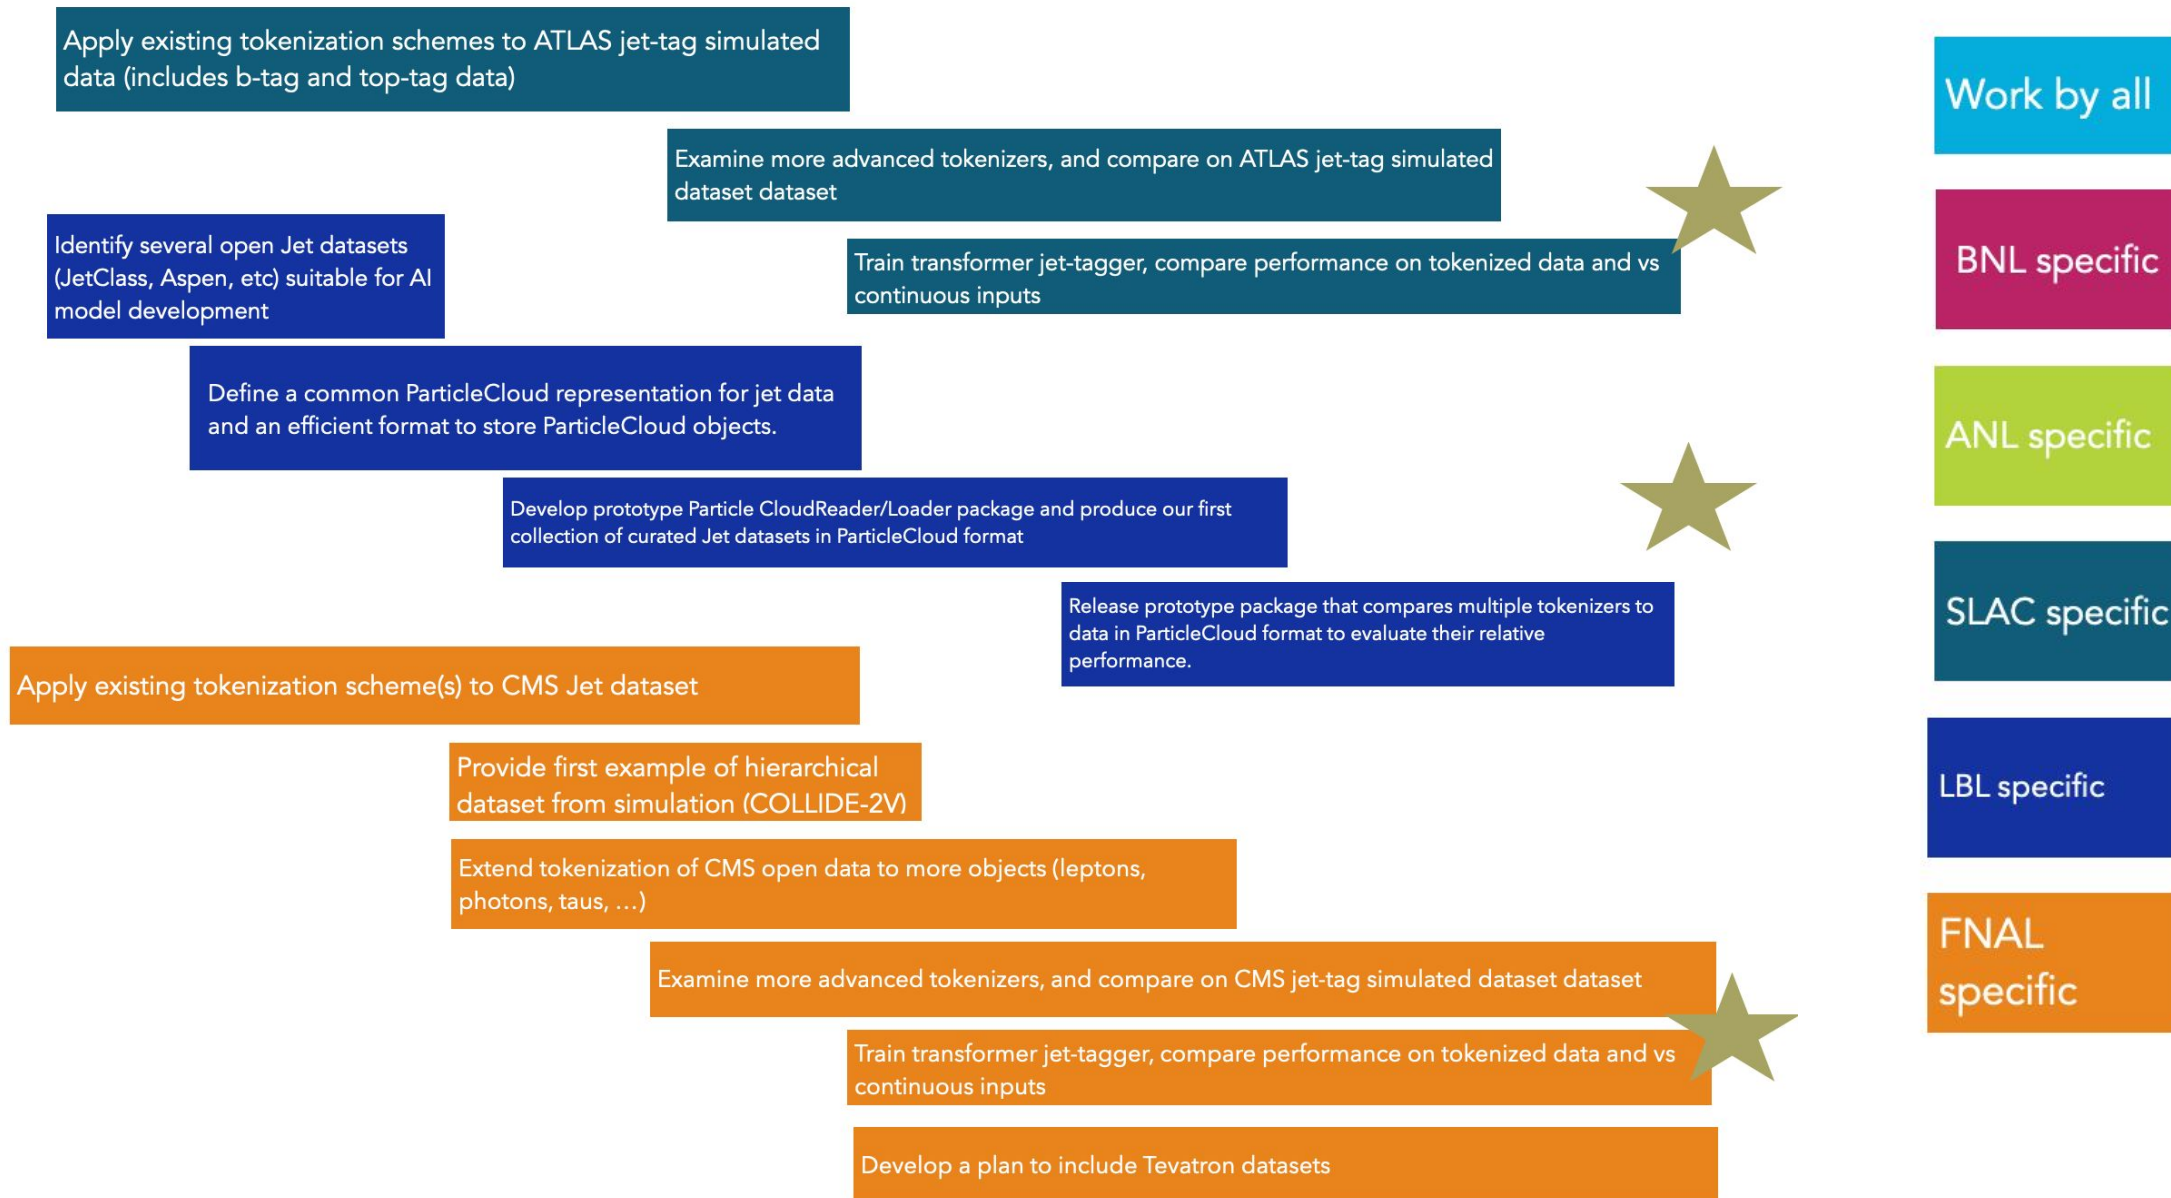 Apply existing tokenization schemes to ATLAS jet-tag simulated
data (includes b-tag and top-tag data)
Examine more advanced tokenizers, and compare on ATLAS jet-tag simulated
dataset dataset
Identify several open Jet datasets
(JetClass, Aspen, etc) suitable for AI
model development
Train transformer jet-tagger, compare performance on tokenized data and vs
continuous inputs
Define a common ParticleCloud representation for jet data
and an efficient format to store ParticleCloud objects.
Develop prototype Particle CloudReader/Loader package and produce our first
collection of curated Jet datasets in ParticleCloud format
Release prototype package that compares multiple tokenizers to
data in ParticleCloud format to evaluate their relative
performance.
Apply existing tokenization scheme(s) to CMS Jet dataset
Provide first example of hierarchical
dataset from simulation (COLLIDE-2V)
Extend tokenization of CMS open data to more objects (leptons,
photons, taus, …)
Examine more advanced tokenizers, and compare on CMS jet-tag simulated dataset dataset
Train transformer jet-tagger, compare performance on tokenized data and vs
continuous inputs
Develop a plan to include Tevatron datasets
Work by all
BNL specific
ANL specific
SLAC specific
LBL specific
FNAL
specific